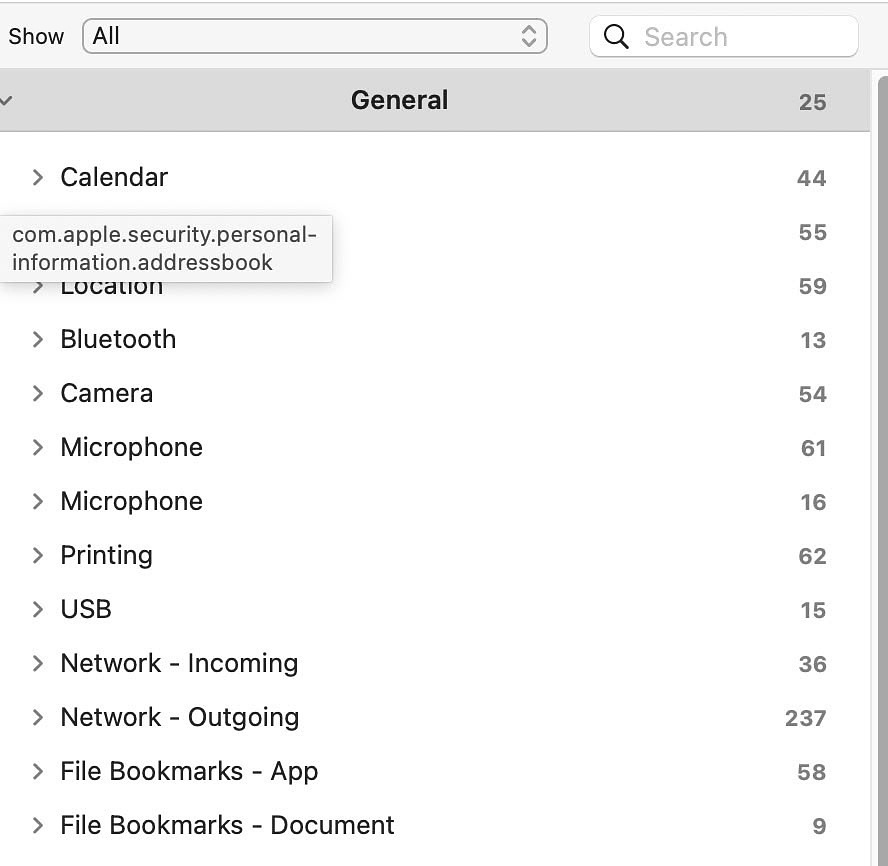 Show All Search
General 25
Calendar 44
com.apple.security.personal-
information.addressbook
55
Location 59
Bluetooth 13
Camera 54
Microphone 61
Microphone 16
Printing 62
USB 15
Network - Incoming 36
Network - Outgoing 237
File Bookmarks - App 58
File Bookmarks - Document 9